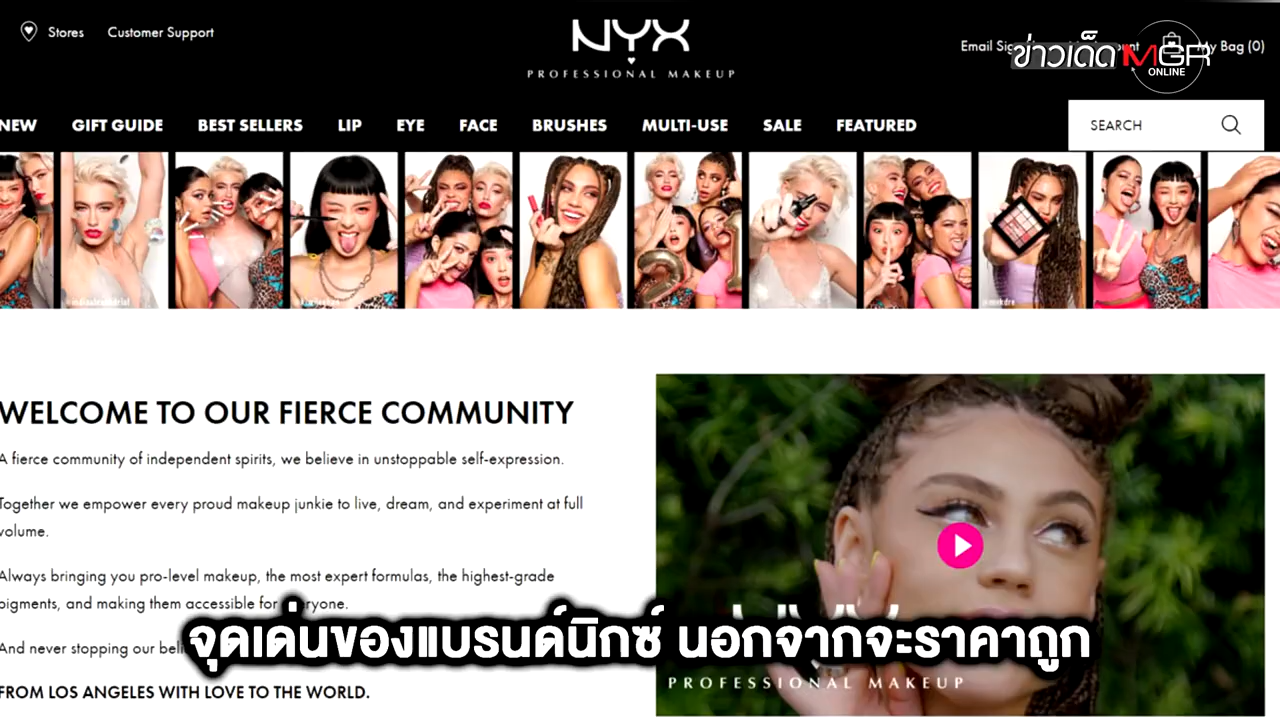 Stores Customer Support
NYX
PROFESSIONAL MAKEUP
Email My Bag (0)
ข่าวเด็ด MGR
ONLINE
NEW GIFT GUIDE BEST SELLERS LIP EYE FACE BRUSHES MULTI-USE SALE FEATURED
SEARCH
21
WELCOME TO OUR FIERCE COMMUNITY
A fierce community of independent spirits, we believe in unstoppable self-expression.
Together we empower every proud makeup junkie to live, dream, and experiment at full
volume.
Always bringing you pro-level makeup, the most expert formulas, the highest-grade
pigments, and making them accessible for
And never stopping our
จุดเด่นของแบรนด์นิกซ์ นอกจากจะราคาถูก
PROFESSIONAL MAKEUP
FROM LOS ANGELES WITH LOVE TO THE WORLD.